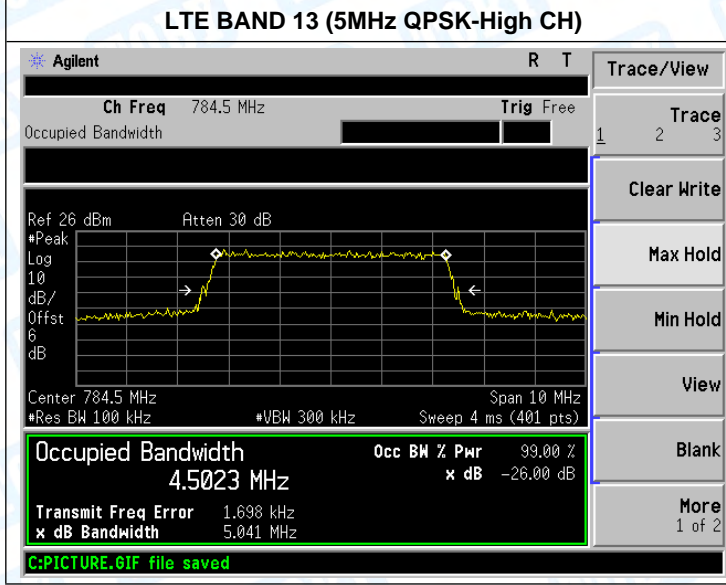 LTE BAND 13 (5MHz QPSK-High CH)
Agilent R T
Trace/View
Ch Freq 784.5 MHz Trig Free
Occupied Bandwidth
Trace
1 2 3
Clear Write
Ref 26 dBm Atten 30 dB
#Peak
Log
10
dB/
Offst
6
dB
Max Hold
Min Hold
Center 784.5 MHz Span 10 MHz
#Res BW 100 kHz #VBW 300 kHz Sweep 4 ms (401 pts)
View
Occupied Bandwidth Occ BW % Pwr 99.00 %
4.5023 MHz x dB -26.00 dB
Blank
Transmit Freq Error 1.698 kHz
x dB Bandwidth 5.041 MHz
More
1 of 2
C:PICTURE.GIF file saved